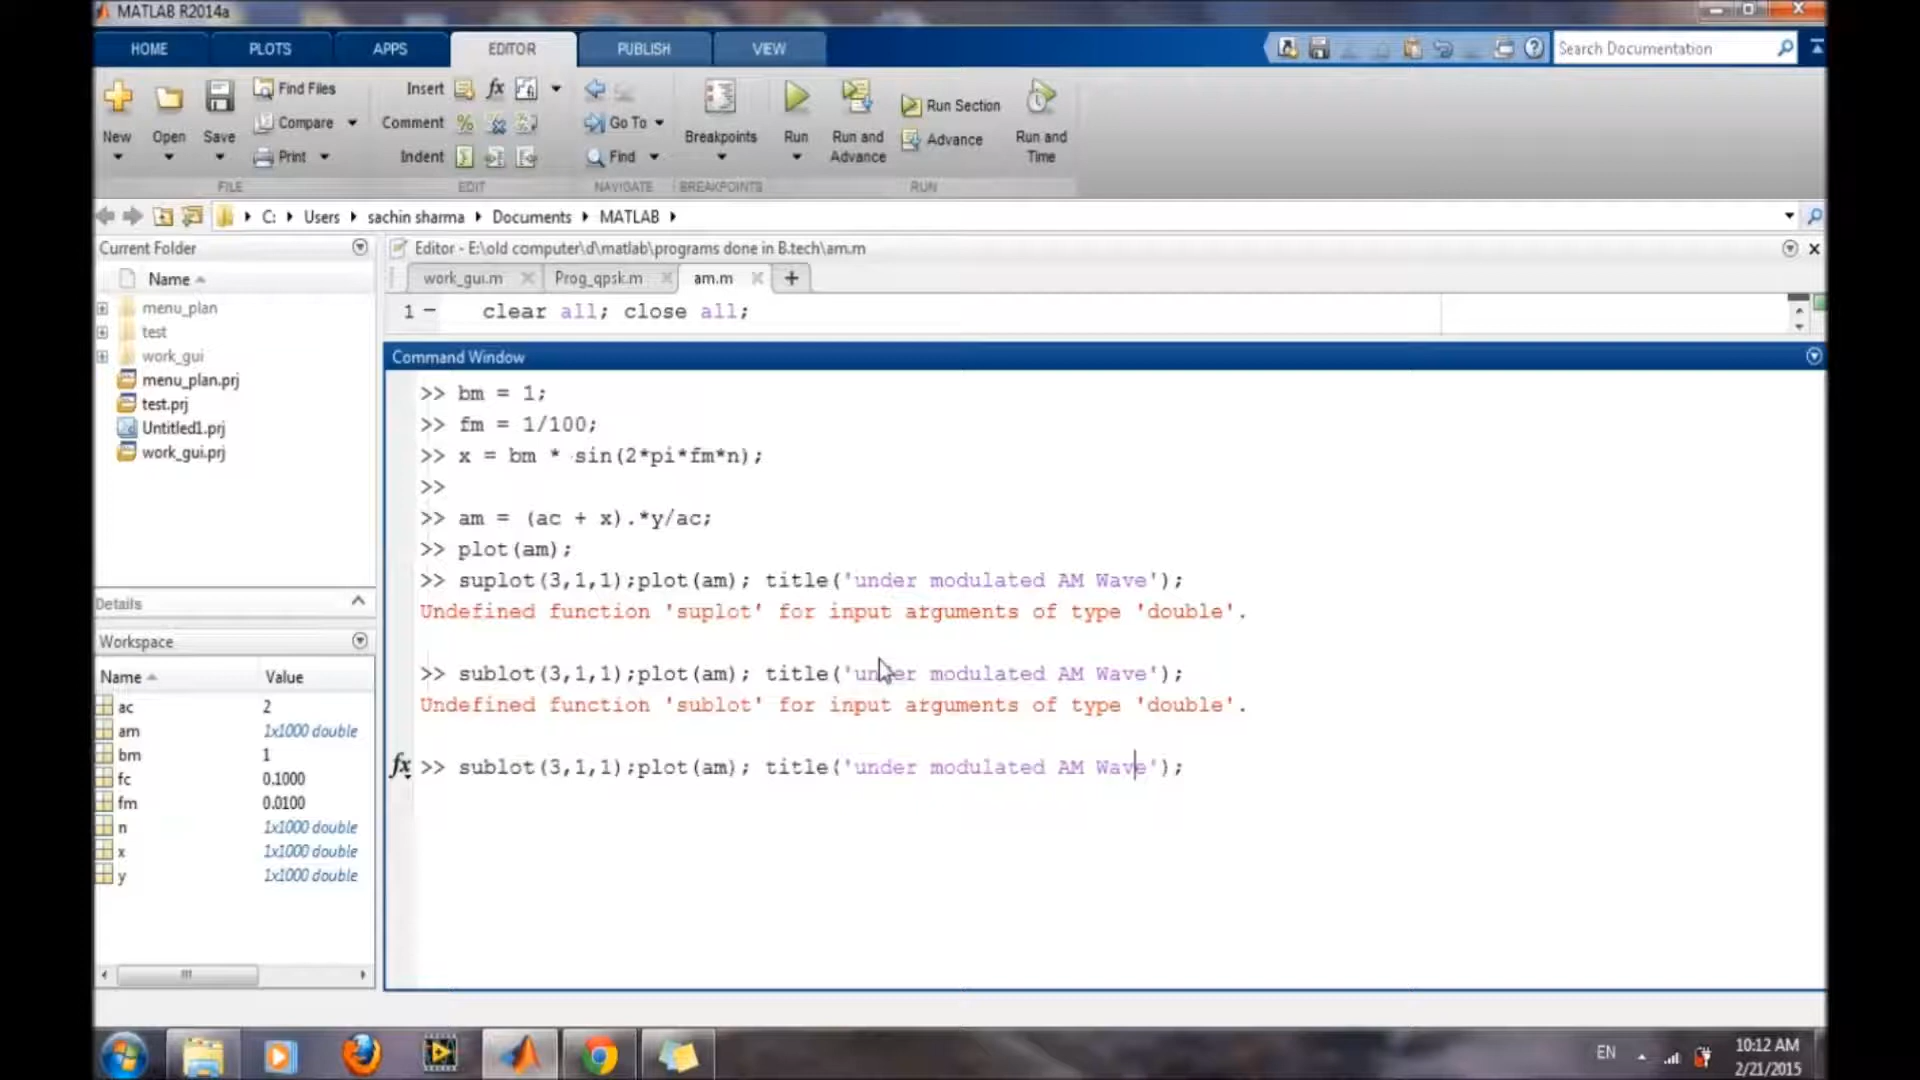 MATLAB R2014a
HOME PLOTS APPS EDITOR PUBLISH VIEW
Search Documentation
New Open Save Find Files Compare Print
FILE
Insert fx
Comment %
Indent
EDIT
Go To
Find
NAVIGATE
Breakpoints
BREAKPOINTS
Run Run and Advance Run Section Advance Run and Time
RUN
C: Users sachin sharma Documents MATLAB
Current Folder
Name
menu_plan
test
work_gui
menu_plan.prj
test.prj
Untitled1.prj
work_gui.prj
Details
Workspace
Name Value
ac 2
am 1x1000 double
bm 1
fc 0.1000
fm 0.0100
n 1x1000 double
x 1x1000 double
y 1x1000 double
Editor - E:\old computer\d\matlab\programs done in B.tech\am.m
work_gui.m Prog_qpsk.m am.m +
1 - clear all; close all;
Command Window
>> bm = 1;
>> fm = 1/100;
>> x = bm * sin(2*pi*fm*n);
>>
>> am = (ac + x).*y/ac;
>> plot(am);
>> suplot(3,1,1);plot(am); title('under modulated AM Wave');
Undefined function 'suplot' for input arguments of type 'double'.
>> sublot(3,1,1);plot(am); title('under modulated AM Wave');
Undefined function 'sublot' for input arguments of type 'double'.
fx >> sublot(3,1,1);plot(am); title('under modulated AM Wave');
EN
10:12 AM
2/21/2015